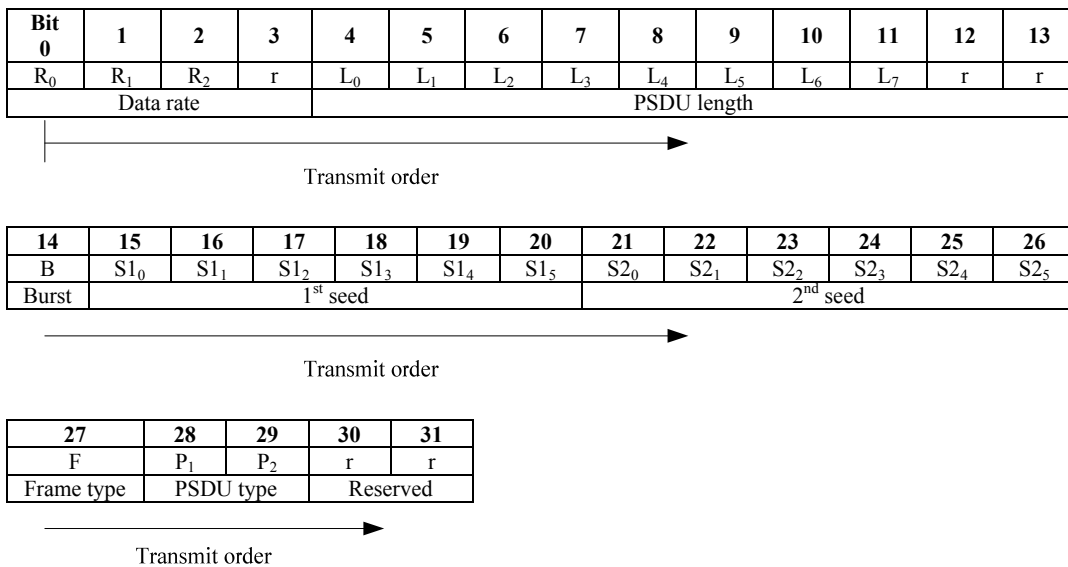 Bit 0 1 2 3 4 5 6 7 8 9 10 11 12 13
R₀ R₁ R₂ r L₀ L₁ L₂ L₃ L₄ L₅ L₆ L₇ r r
Data rate PSDU length
Transmit order
14 15 16 17 18 19 20 21 22 23 24 25 26
B S1₀ S1₁ S1₂ S1₃ S1₄ S1₅ S2₀ S2₁ S2₂ S2₃ S2₄ S2₅
Burst 1ˢᵗ seed 2ⁿᵈ seed
Transmit order
27 28 29 30 31
F P₁ P₂ r r
Frame type PSDU type Reserved
Transmit order